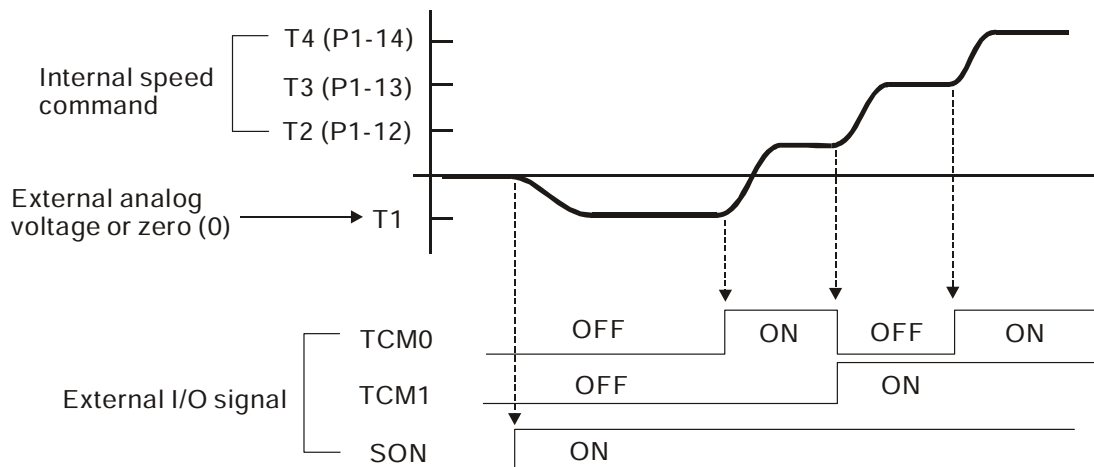 T4 (P1-14)
Internal speed
command
T3 (P1-13)
T2 (P1-12)
External analog
voltage or zero (0)
T1
TCM0
OFF
ON
OFF
ON
External I/O signal
TCM1
OFF
ON
SON
ON